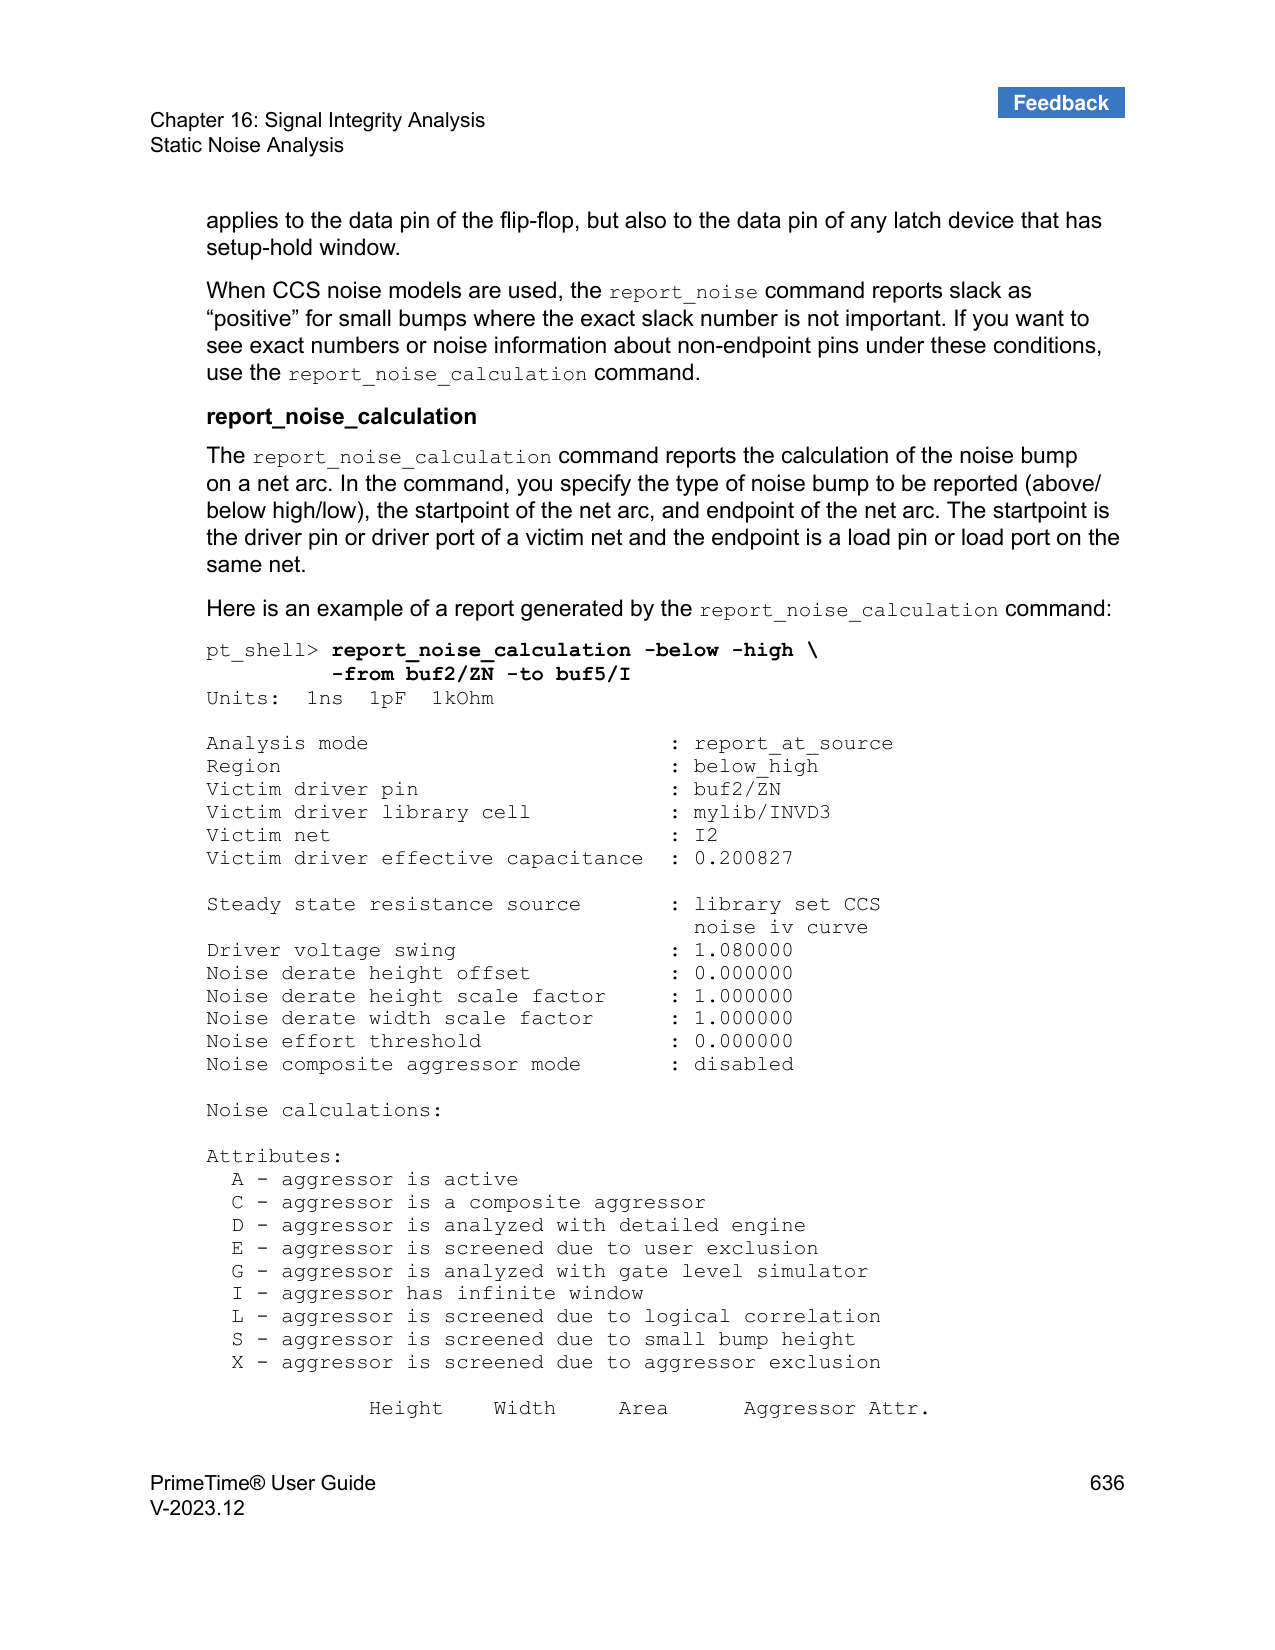 Feedback
Chapter 16: Signal Integrity Analysis
Static Noise Analysis
applies to the data pin of the flip-flop, but also to the data pin of any latch device that has
setup-hold window.
When CCS noise models are used, the report_noise command reports slack as
“positive” for small bumps where the exact slack number is not important. If you want to
see exact numbers or noise information about non-endpoint pins under these conditions,
use the report_noise_calculation command.
report_noise_calculation
The report_noise_calculation command reports the calculation of the noise bump
on a net arc. In the command, you specify the type of noise bump to be reported (above/
below high/low), the startpoint of the net arc, and endpoint of the net arc. The startpoint is
the driver pin or driver port of a victim net and the endpoint is a load pin or load port on the
same net.
Here is an example of a report generated by the report_noise_calculation command:
pt_shell> report_noise_calculation -below -high \
          -from buf2/ZN -to buf5/I
Units:  1ns  1pF  1kOhm
Analysis mode                        : report_at_source
Region                               : below_high
Victim driver pin                    : buf2/ZN
Victim driver library cell           : mylib/INVD3
Victim net                           : I2
Victim driver effective capacitance  : 0.200827
Steady state resistance source       : library set CCS
                                       noise iv curve
Driver voltage swing                 : 1.080000
Noise derate height offset           : 0.000000
Noise derate height scale factor     : 1.000000
Noise derate width scale factor      : 1.000000
Noise effort threshold               : 0.000000
Noise composite aggressor mode       : disabled
Noise calculations:
Attributes:
  A - aggressor is active
  C - aggressor is a composite aggressor
  D - aggressor is analyzed with detailed engine
  E - aggressor is screened due to user exclusion
  G - aggressor is analyzed with gate level simulator
  I - aggressor has infinite window
  L - aggressor is screened due to logical correlation
  S - aggressor is screened due to small bump height
  X - aggressor is screened due to aggressor exclusion
             Height    Width     Area      Aggressor Attr.
PrimeTime® User Guide 636
V-2023.12